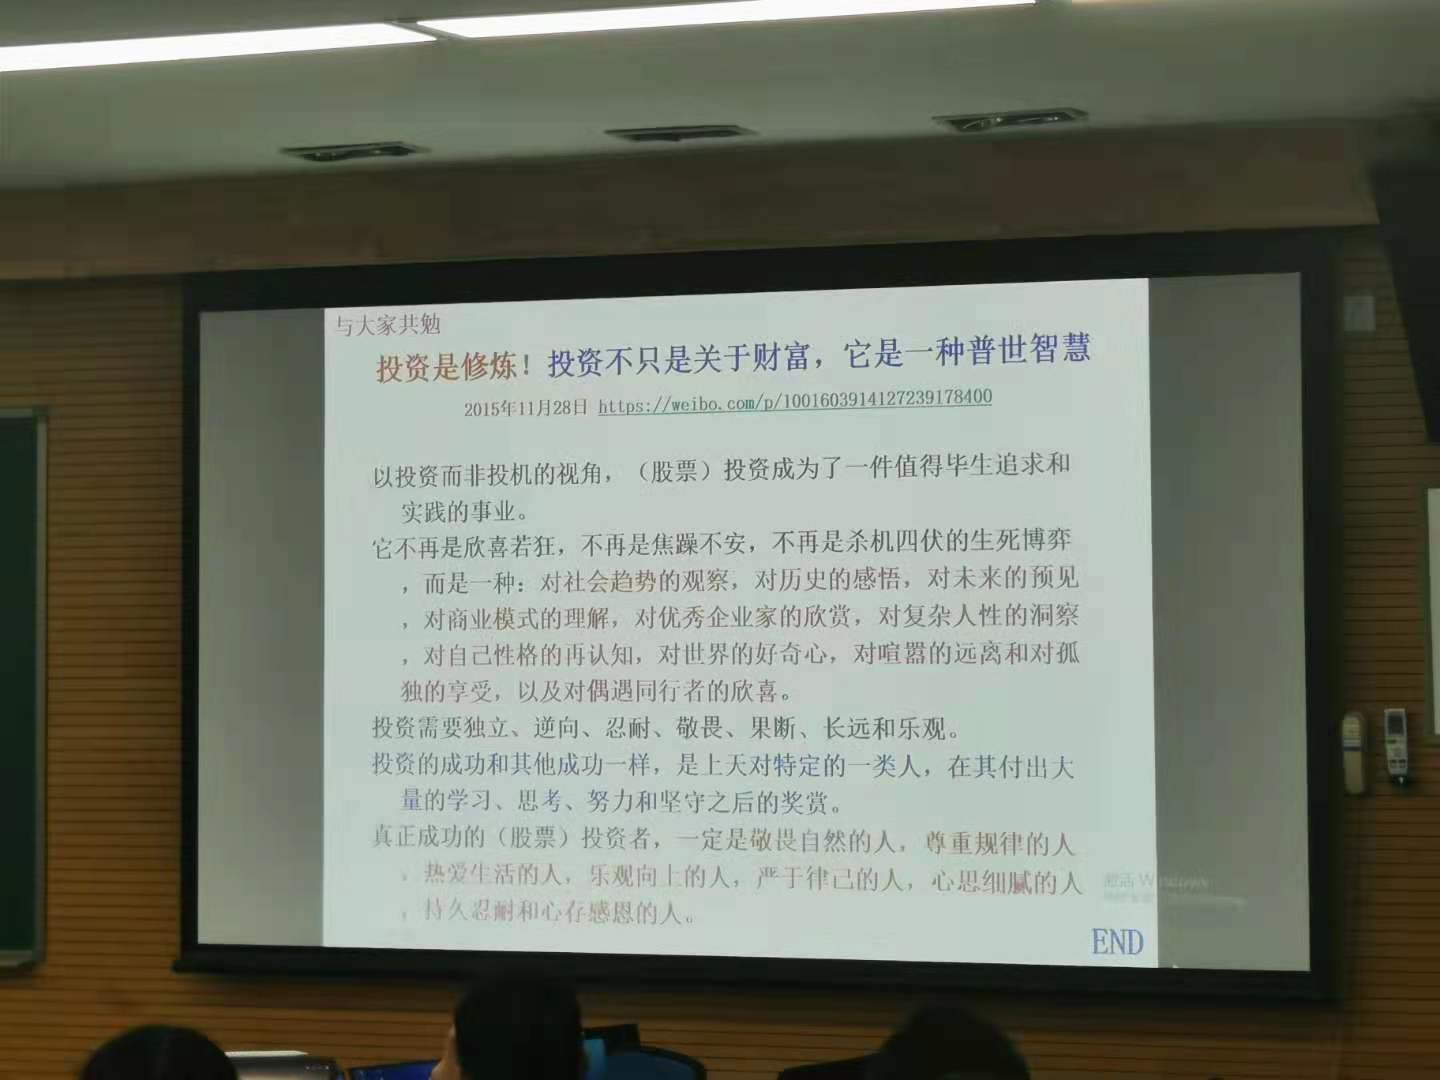 与大家共勉
投资是修炼！投资不只是关于财富，它是一种普世智慧
2015年11月28日 https://weibo.com/p/1001603914127239178400
以投资而非投机的视角，（股票）投资成为了一件值得毕生追求和
实践的事业。
它不再是欣喜若狂，不再是焦躁不安，不再是杀机四伏的生死博弈
，而是一种：对社会趋势的观察，对历史的感悟，对未来的预见
，对商业模式的理解，对优秀企业家的欣赏，对复杂人性的洞察
，对自己性格的再认知，对世界的好奇心，对喧嚣的远离和对孤
独的享受，以及对偶遇同行者的欣喜。
投资需要独立、逆向、忍耐、敬畏、果断、长远和乐观。
投资的成功和其他成功一样，是上天对特定的一类人，在其付出大
量的学习、思考、努力和坚守之后的奖赏。
真正成功的（股票）投资者，一定是敬畏自然的人，尊重规律的人
，热爱生活的人，乐观向上的人，严于律己的人，心思细腻的人
，持久忍耐和心存感恩的人。
激活 Windows
END